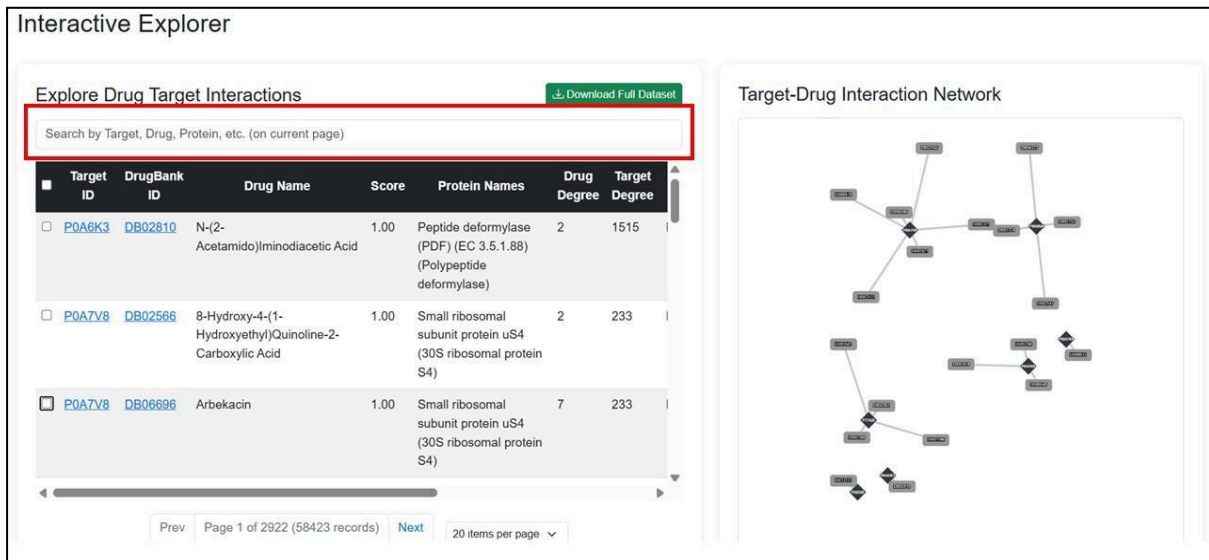 Interactive Explorer
Explore Drug Target Interactions
Download Full Dataset
Search by Target, Drug, Protein, etc. (on current page)
Target ID
DrugBank ID
Drug Name
Score
Protein Names
Drug Degree
Target Degree
P0A6K3
DB02810
N-(2-
Acetamido)Iminodiacetic Acid
1.00
Peptide deformylase
(PDF) (EC 3.5.1.88)
(Polypeptide
deformylase)
2
1515
P0A7V8
DB02566
8-Hydroxy-4-(1-
Hydroxyethyl)Quinoline-2-
Carboxylic Acid
1.00
Small ribosomal
subunit protein uS4
(30S ribosomal protein
S4)
2
233
P0A7V8
DB06696
Arbekacin
1.00
Small ribosomal
subunit protein uS4
(30S ribosomal protein
S4)
7
233
Prev
Page 1 of 2922 (58423 records)
Next
20 items per page
Target-Drug Interaction Network